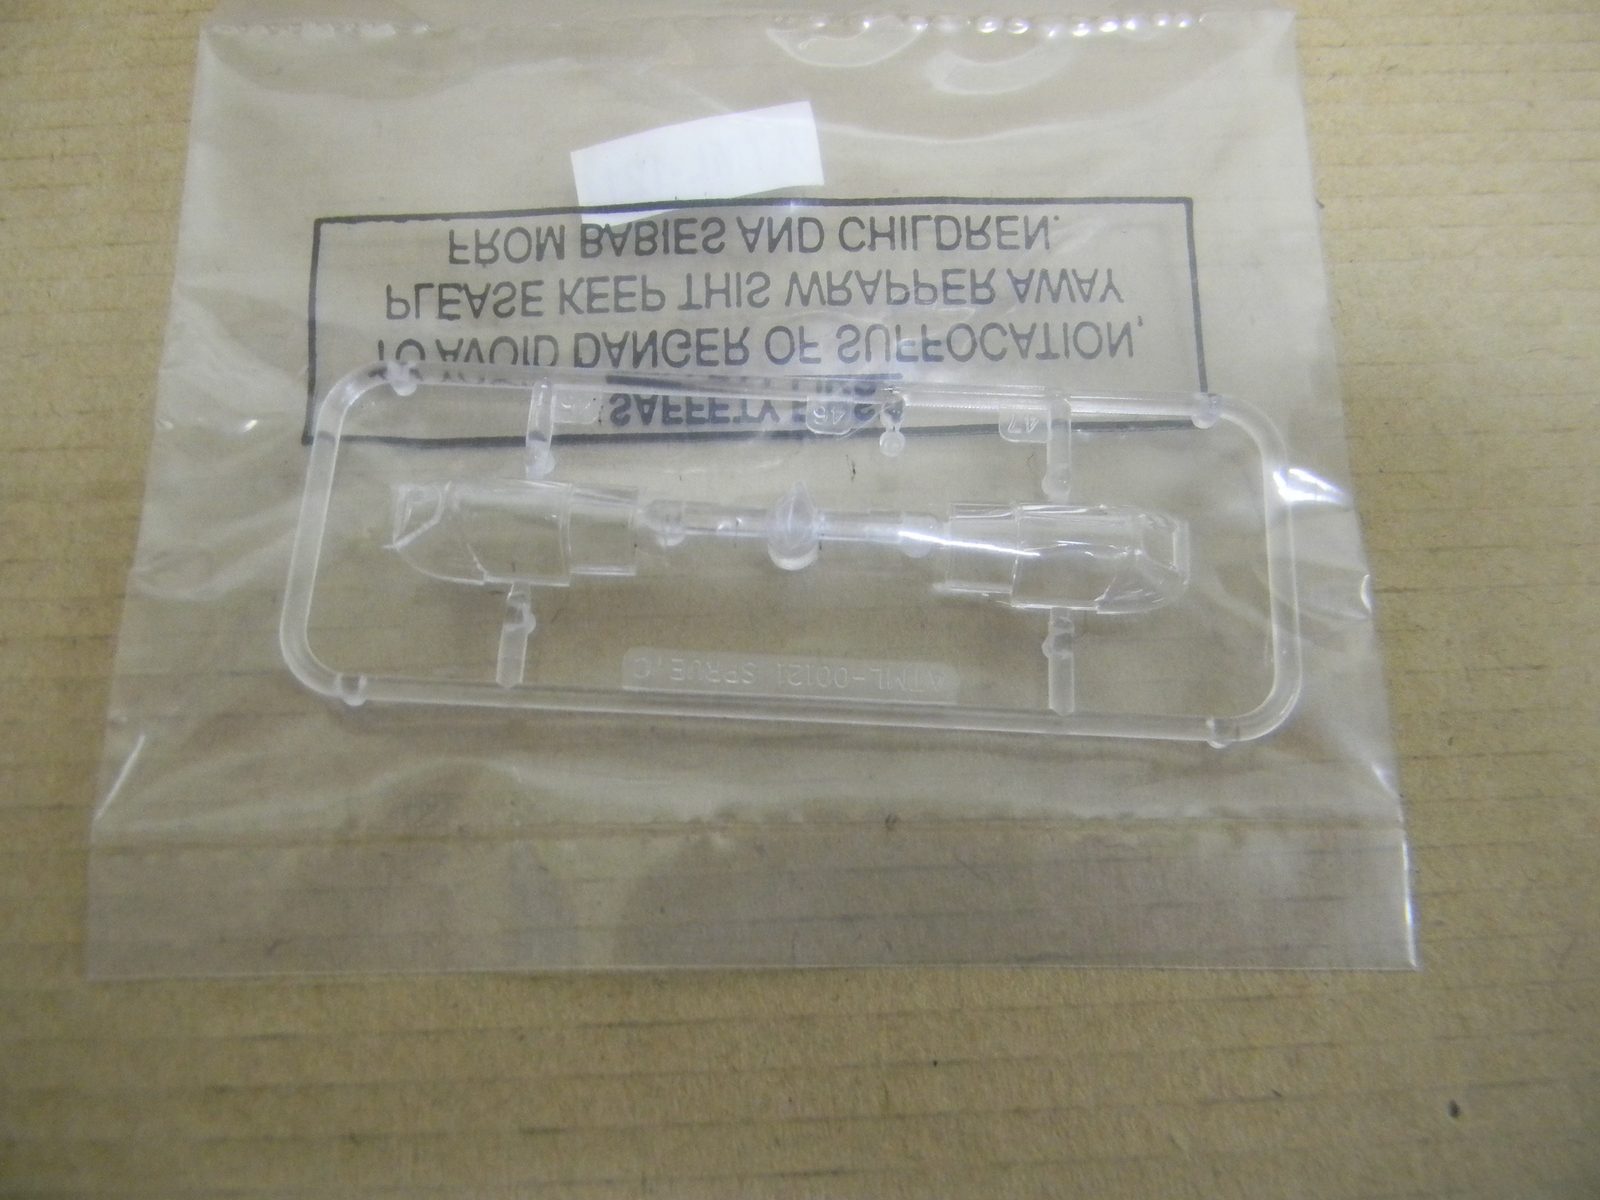 SAFFETY FIRST
TO AVOID DANGER OF SUFFOCATION,
PLEASE KEEP THIS WRAPPER AWAY
FROM BABIES AND CHILDREN.
47
46
ATML-00121 SPRUE,C